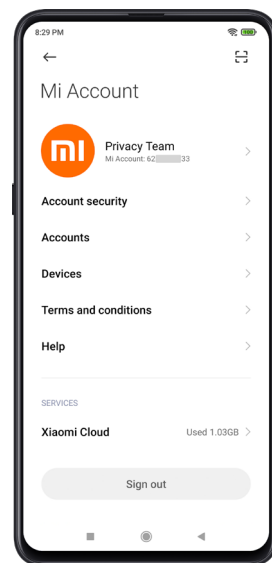 8:29 PM
100
Mi Account
mi
Privacy Team
Mi Account: 62 33
Account security
Accounts
Devices
Terms and conditions
Help
SERVICES
Xiaomi Cloud Used 1.03GB
Sign out